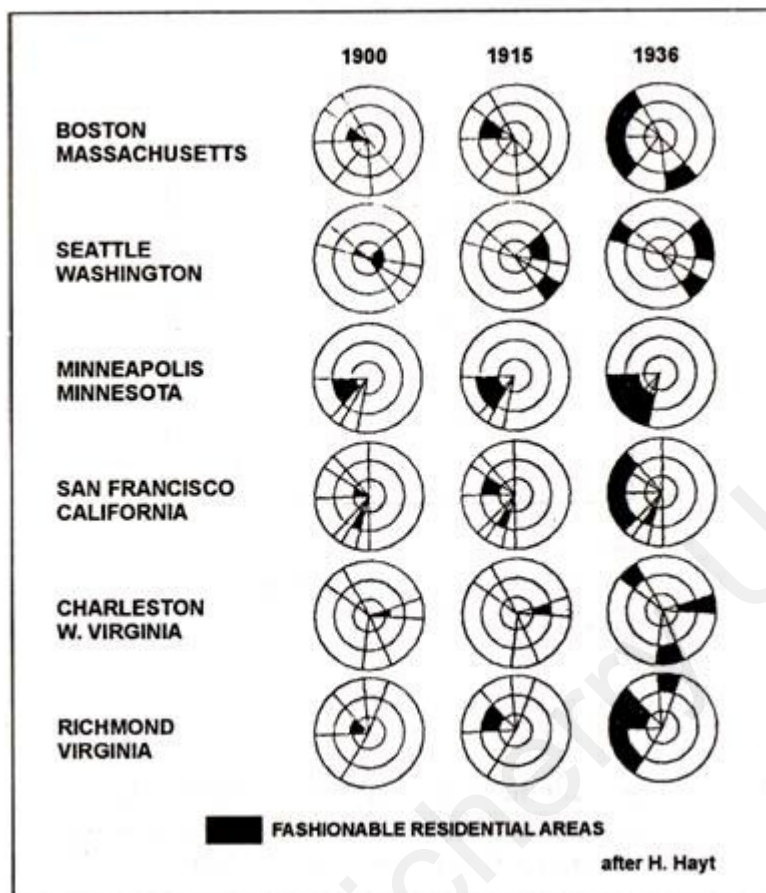 1900 1915 1936
BOSTON
MASSACHUSETTS
SEATTLE
WASHINGTON
MINNEAPOLIS
MINNESOTA
SAN FRANCISCO
CALIFORNIA
CHARLESTON
W. VIRGINIA
RICHMOND
VIRGINIA
FASHIONABLE RESIDENTIAL AREAS
after H. Hayt